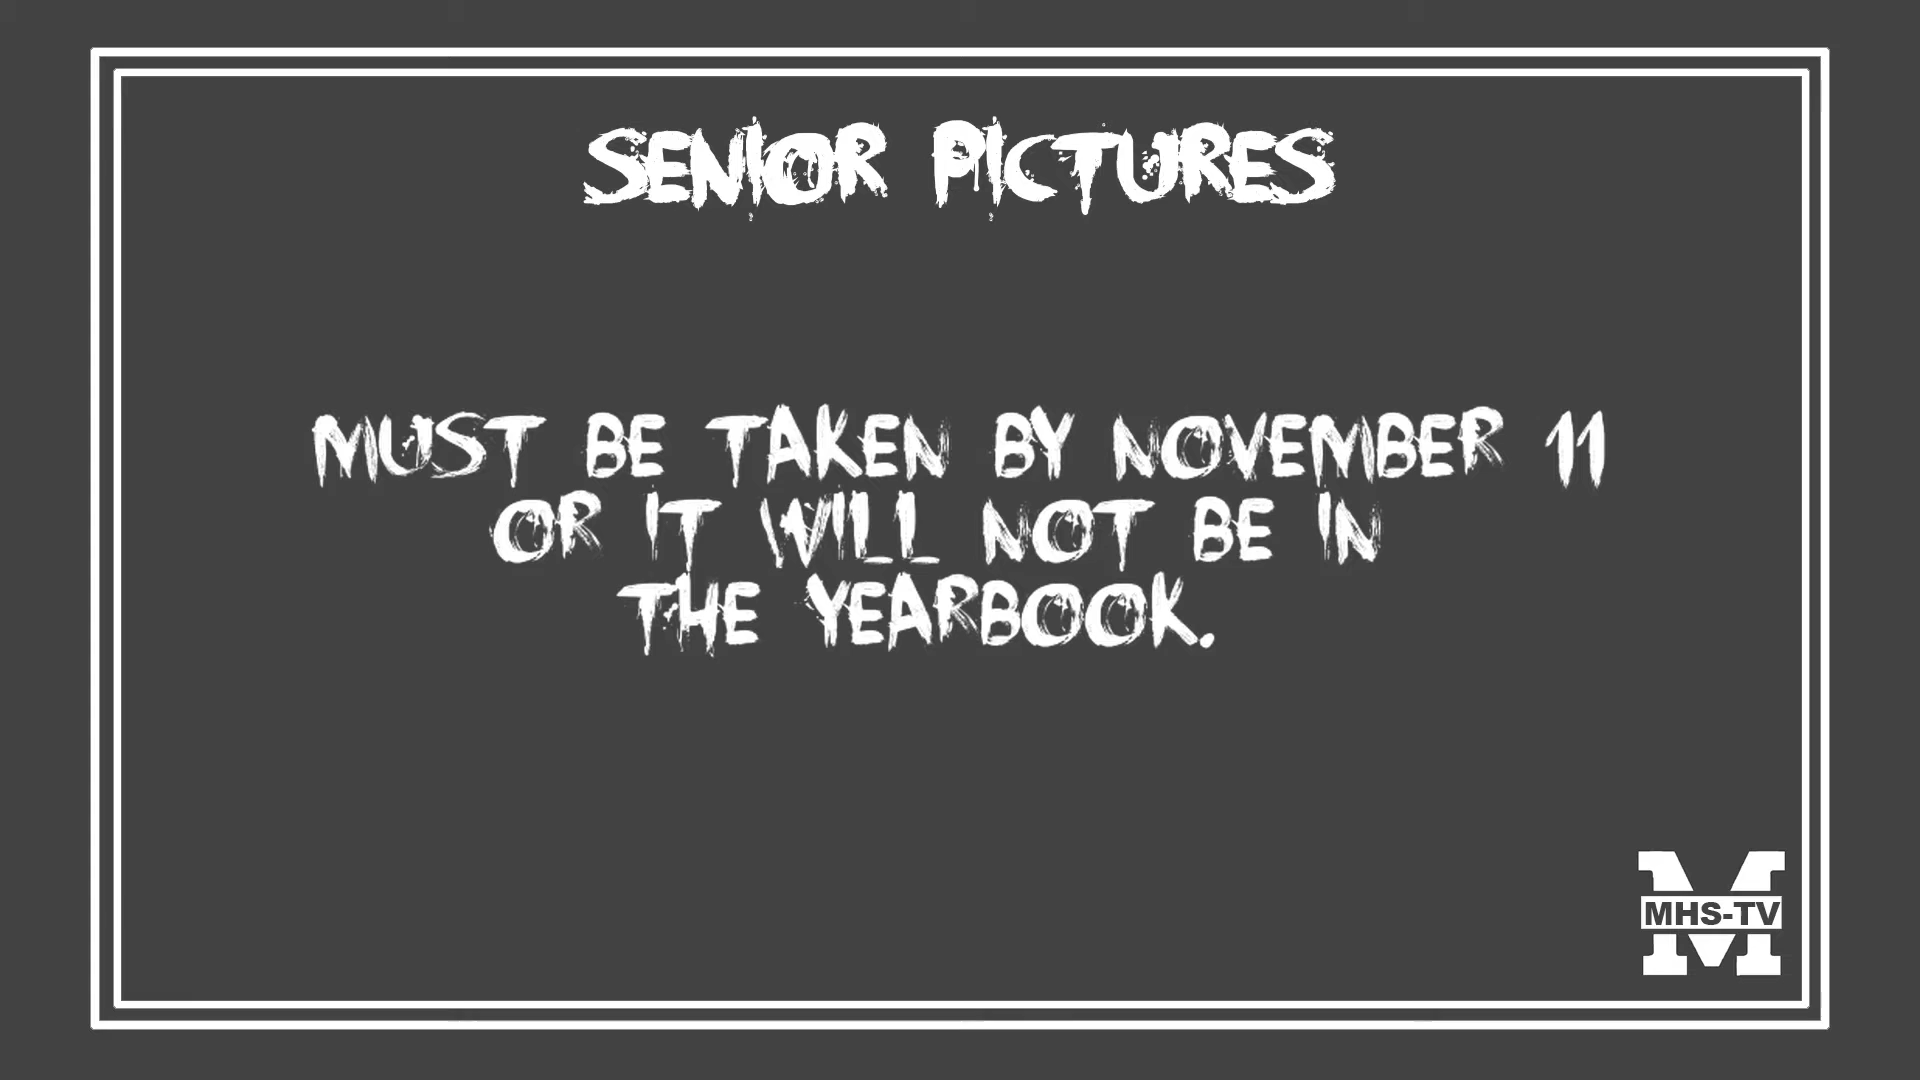 SENIOR PICTURES
MUST BE TAKEN BY NOVEMBER 11
OR IT WILL NOT BE IN
THE YEARBOOK.
M
MHS-TV